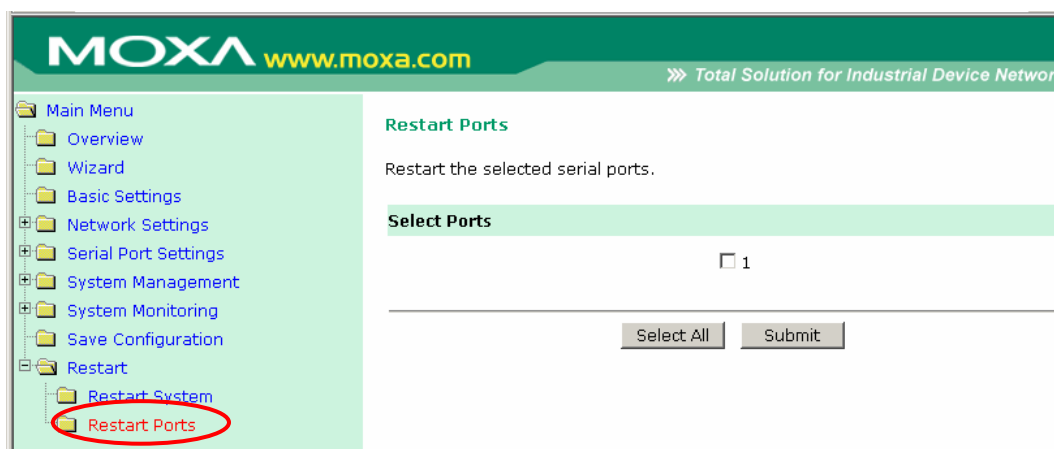 MOXA www.moxa.com
Total Solution for Industrial Device Networ
Main Menu
Overview
Wizard
Basic Settings
Network Settings
Serial Port Settings
System Management
System Monitoring
Save Configuration
Restart
Restart System
Restart Ports
Restart Ports
Restart the selected serial ports.
Select Ports
1
Select All Submit